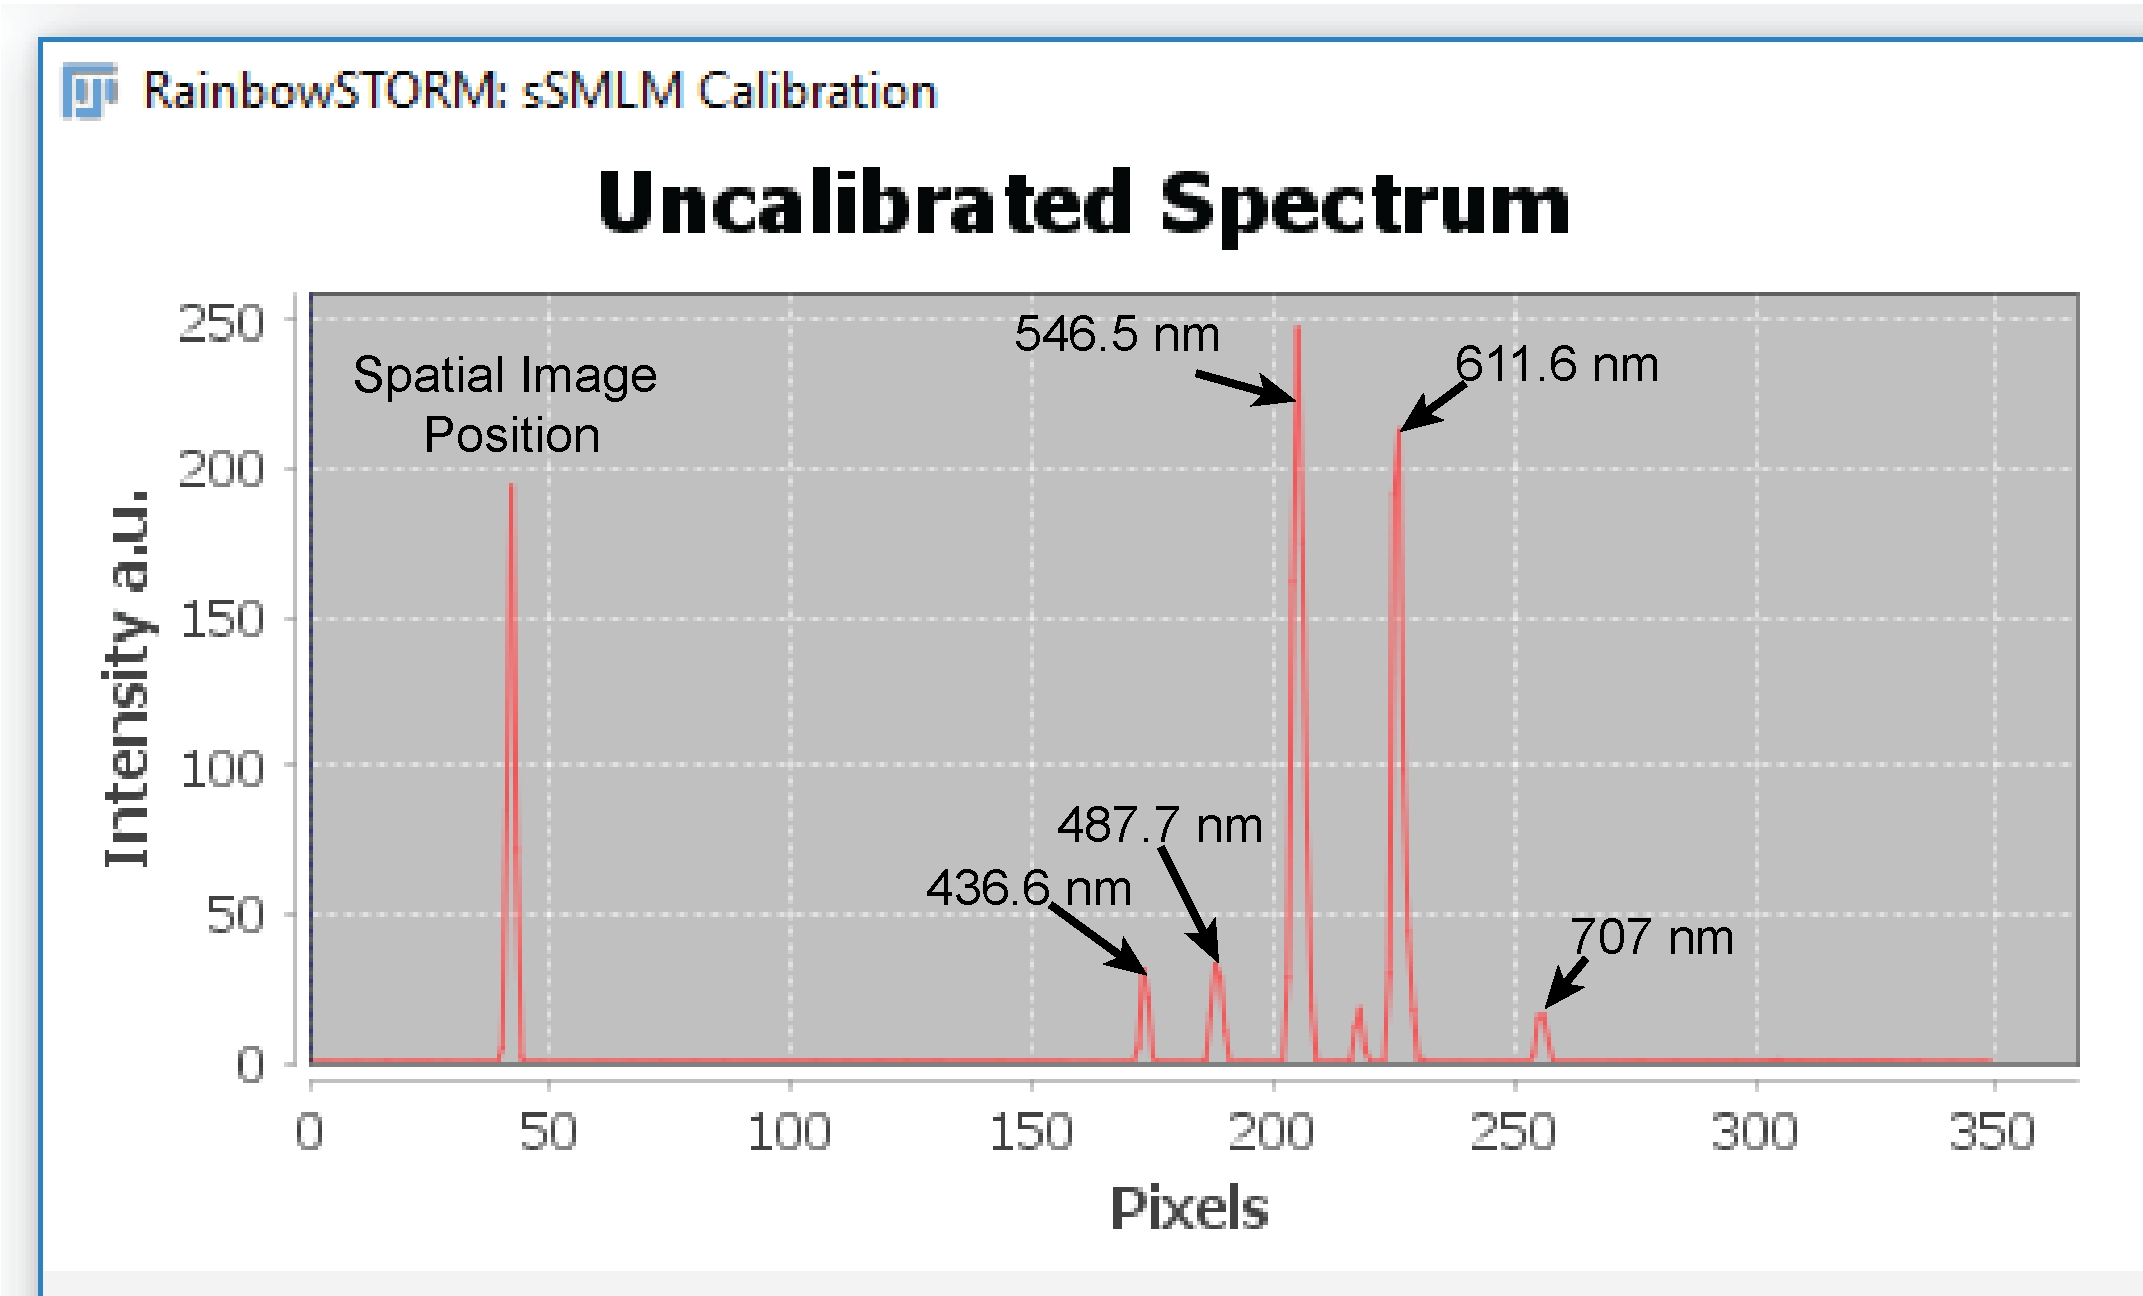 RainbowSTORM: sSMLM Calibration
Uncalibrated Spectrum
250
200
150
100
50
0
Intensity a.u.
Spatial Image
Position
546.5 nm
611.6 nm
487.7 nm
436.6 nm
707 nm
0 50 100 150 200 250 300 350
Pixels